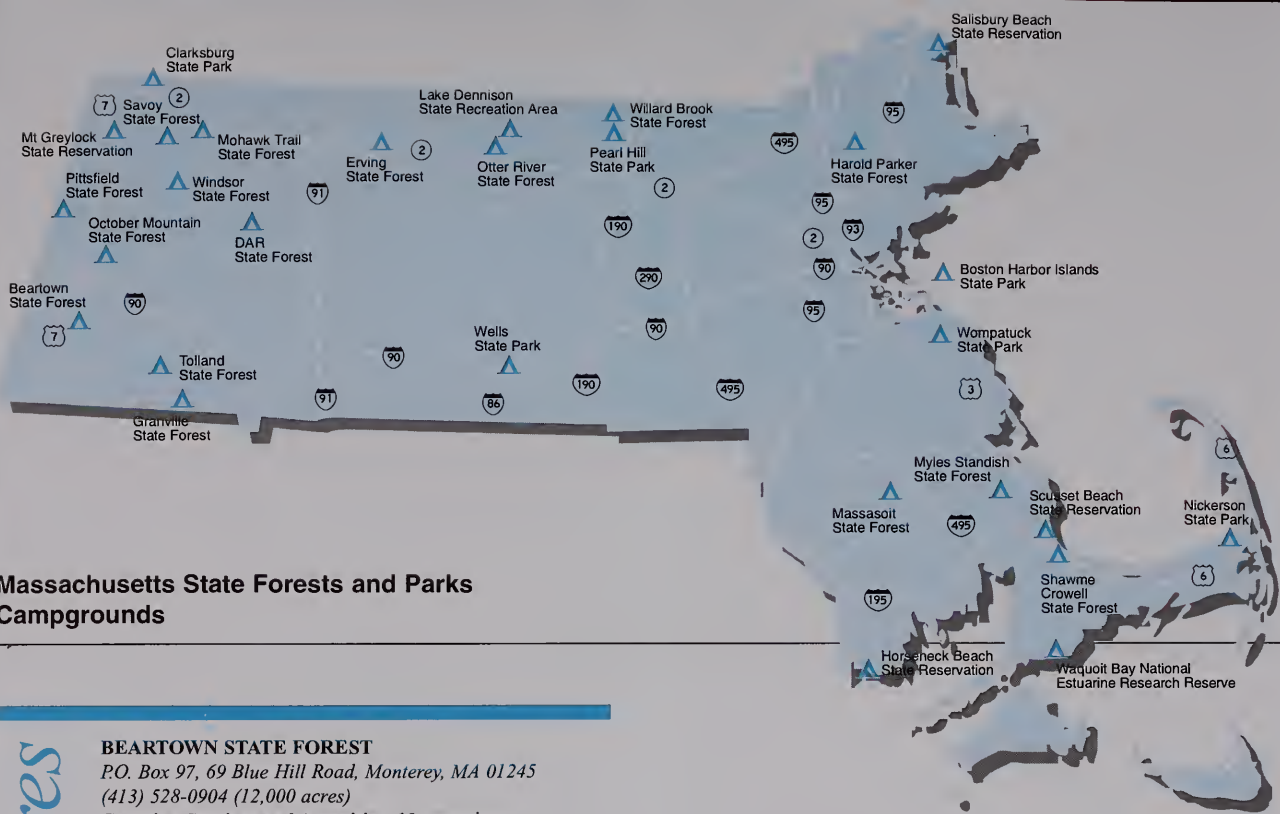 Salisbury Beach
State Reservation
Clarksburg
State Park
7
Savoy
State Forest
2
Mt Greylock
State Reservation
Mohawk Trail
State Forest
Lake Dennison
State Recreation Area
Willard Brook
State Forest
95
Erving
State Forest
2
Otter River
State Forest
Pearl Hill
State Park
495
Harold Parker
State Forest
Pittsfield
State Forest
Windsor
State Forest
91
2
95
October Mountain
State Forest
DAR
State Forest
190
2
93
Beartown
State Forest
90
290
90
Boston Harbor Islands
State Park
7
90
95
Wells
State Park
Wompatuck
State Park
Tolland
State Forest
90
190
495
3
91
86
Granville
State Forest
6
Myles Standish
State Forest
Massasoit
State Forest
495
Scusset Beach
State Reservation
Nickerson
State Park
6
Shawme
Crowell
State Forest
195
Massachusetts State Forests and Parks
Campgrounds
Horseneck Beach
State Reservation
Waquoit Bay National
Estuarine Research Reserve
BEARTOWN STATE FOREST
P.O. Box 97, 69 Blue Hill Road, Monterey, MA 01245
(413) 528-0904 (12,000 acres)